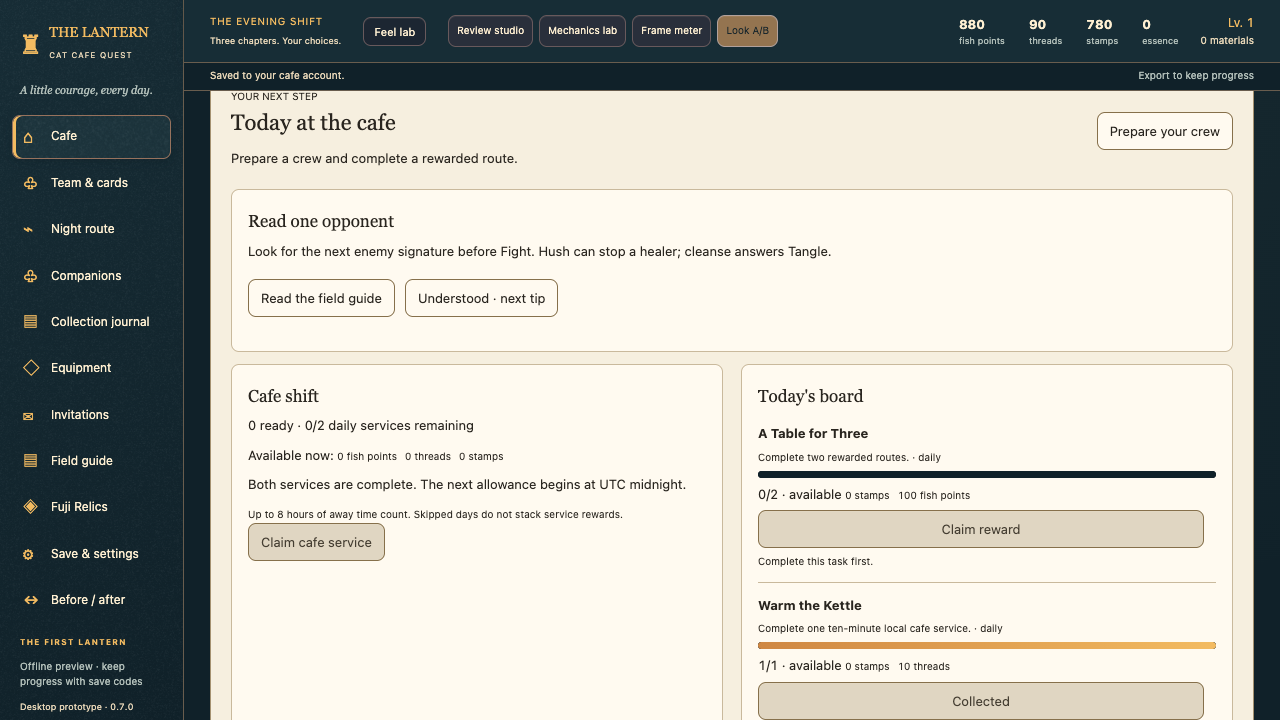 THE LANTERN
CAT CAFE QUEST
A little courage, every day.
Cafe
Team & cards
Night route
Companions
Collection journal
Equipment
Invitations
Field guide
Fuji Relics
Save & settings
Before / after
THE FIRST LANTERN
Offline preview · keep
progress with save codes
Desktop prototype · 0.7.0
THE EVENING SHIFT
Three chapters. Your choices.
Feel lab
Review studio
Mechanics lab
Frame meter
Look A/B
880
fish points
90
threads
780
stamps
0
essence
Lv. 1
0 materials
Saved to your cafe account.
Export to keep progress
YOUR NEXT STEP
Today at the cafe
Prepare a crew and complete a rewarded route.
Prepare your crew
Read one opponent
Look for the next enemy signature before Fight. Hush can stop a healer; cleanse answers Tangle.
Read the field guide
Understood · next tip
Cafe shift
0 ready · 0/2 daily services remaining
Available now: 0 fish points 0 threads 0 stamps
Both services are complete. The next allowance begins at UTC midnight.
Up to 8 hours of away time count. Skipped days do not stack service rewards.
Claim cafe service
Today's board
A Table for Three
Complete two rewarded routes. · daily
0/2 · available 0 stamps 100 fish points
Claim reward
Complete this task first.
Warm the Kettle
Complete one ten-minute local cafe service. · daily
1/1 · available 0 stamps 10 threads
Collected